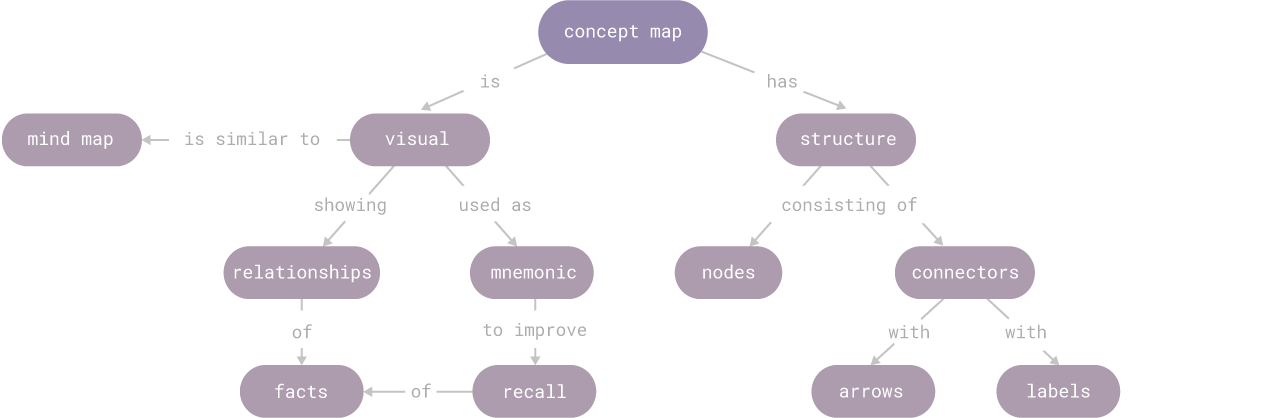 concept map
is
has
mind map
is similar to
visual
structure
showing
used as
consisting of
relationships
mnemonic
nodes
connectors
of
to improve
with
with
facts
of
recall
arrows
labels